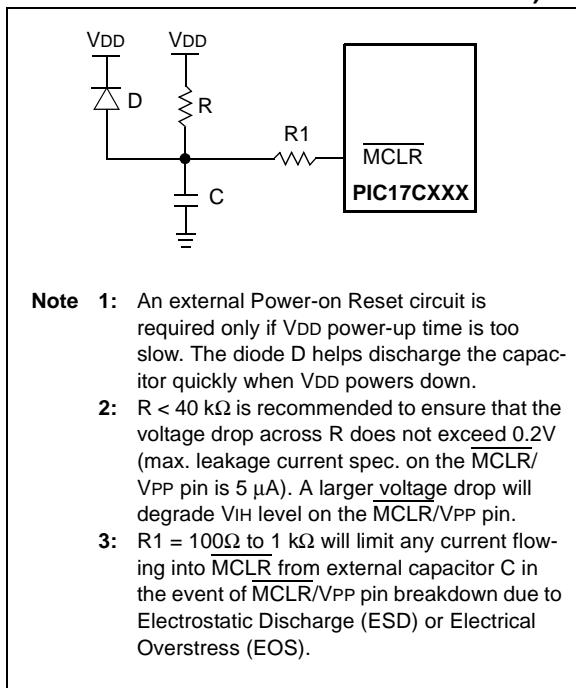 VDD VDD
D
R
R1
MCLR
PIC17CXXX
C
Note 1: An external Power-on Reset circuit is
required only if VDD power-up time is too
slow. The diode D helps discharge the capac-
itor quickly when VDD powers down.
2: R < 40 kΩ is recommended to ensure that the
voltage drop across R does not exceed 0.2V
(max. leakage current spec. on the MCLR/
VPP pin is 5 μA). A larger voltage drop will
degrade VIH level on the MCLR/VPP pin.
3: R1 = 100Ω to 1 kΩ will limit any current flow-
ing into MCLR from external capacitor C in
the event of MCLR/VPP pin breakdown due to
Electrostatic Discharge (ESD) or Electrical
Overstress (EOS).